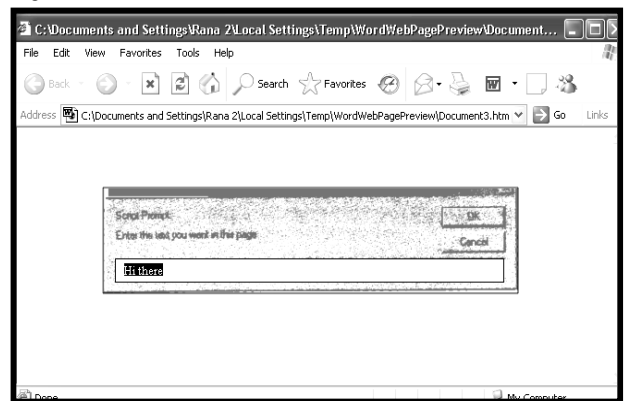 C:\Documents and Settings\Rana 2\Local Settings\Temp\WordWebPagePreview\Document...
File Edit View Favorites Tools Help
Back Search Favorites
Address C:\Documents and Settings\Rana 2\Local Settings\Temp\WordWebPagePreview\Document3.htm Go Links
Script Prompt:
OK
Enter the text you want in this page
Cancel
Hi there
Done My Computer